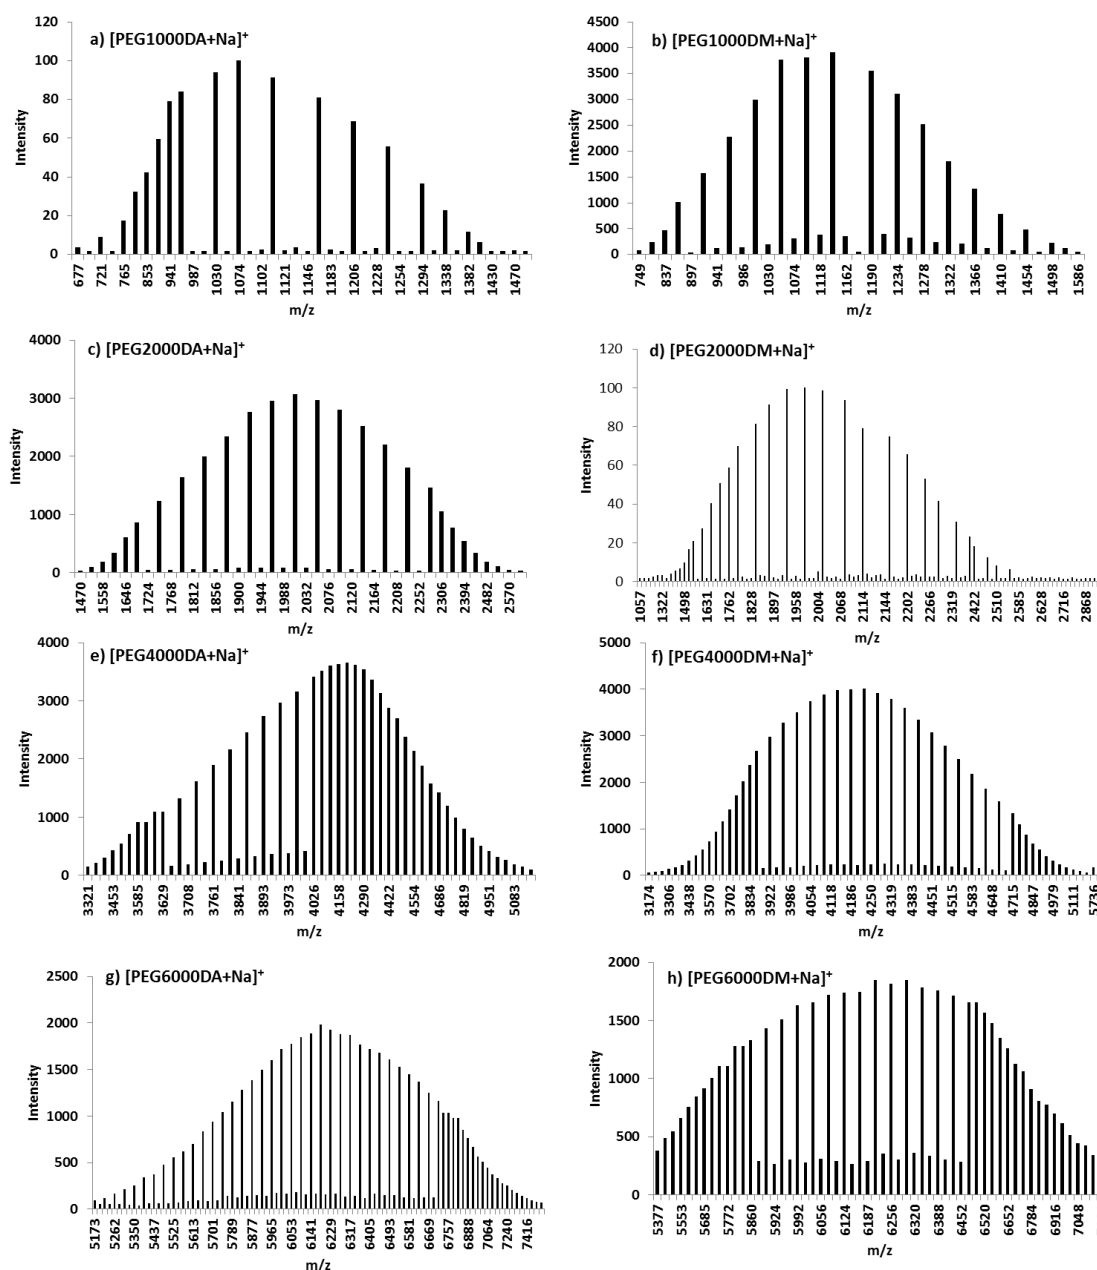 a) [PEG1000DA+Na]+
Intensity
120
100
80
60
40
20
0
677 721 765 853 941 987 1030 1074 1102 1121 1146 1183 1206 1254 1294 1338 1382 1430 1470
m/z
b) [PEG1000DM+Na]+
Intensity
4500
4000
3500
3000
2500
2000
1500
1000
500
0
749 837 897 941 986 1030 1074 1118 1162 1190 1234 1278 1322 1366 1410 1454 1498 1586
m/z
c) [PEG2000DA+Na]+
Intensity
4000
3000
2000
1000
0
1470 1558 1646 1724 1768 1812 1856 1900 1944 1988 2032 2076 2120 2164 2208 2252 2306 2394 2482 2570
m/z
d) [PEG2000DM+Na]+
Intensity
120
100
80
60
40
20
0
1057 1322 1498 1631 1762 1828 1897 1958 2004 2068 2114 2144 2202 2266 2319 2422 2510 2585 2628 2716 2868
m/z
e) [PEG4000DA+Na]+
Intensity
4000
3000
2000
1000
0
3321 3453 3585 3629 3708 3761 3841 3893 3973 4026 4158 4290 4422 4554 4686 4819 4951 5083
m/z
f) [PEG4000DM+Na]+
Intensity
5000
4000
3000
2000
1000
0
3174 3306 3438 3570 3702 3834 3922 3986 4054 4118 4186 4250 4319 4383 4451 4515 4583 4648 4715 4847 4979 5111 5736
m/z
g) [PEG6000DA+Na]+
Intensity
2500
2000
1500
1000
500
0
5173 5262 5350 5437 5525 5613 5701 5789 5877 5965 6053 6141 6229 6317 6405 6493 6581 6669 6757 6888 7064 7240 7416
m/z
h) [PEG6000DM+Na]+
Intensity
2000
1500
1000
500
0
5377 5553 5685 5772 5860 5924 5992 6056 6124 6187 6256 6320 6388 6452 6520 6652 6784 6916 7048
m/z